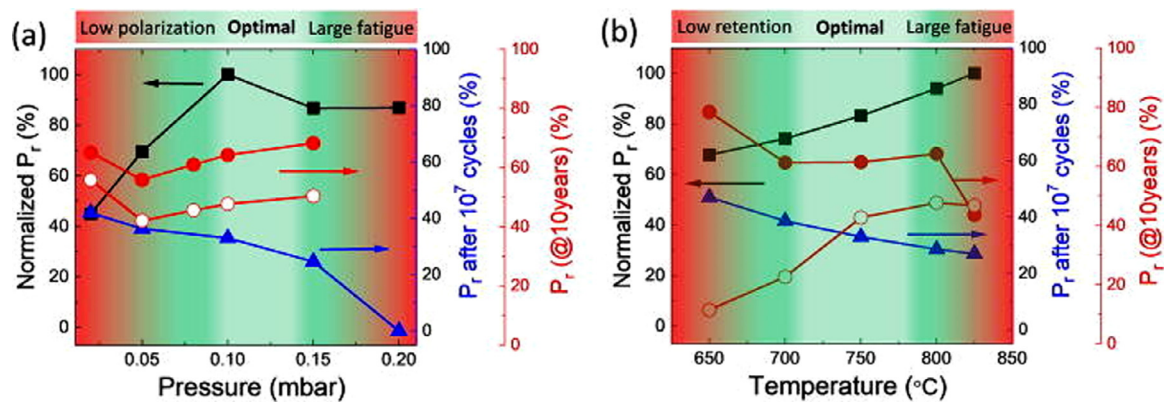 (a)
Low polarization Optimal Large fatigue
Normalized Pr (%)
100
80
60
40
20
0
0.05 0.10 0.15 0.20
Pressure (mbar)
100
80
60
40
20
0
Pr after 10⁷ cycles (%)
100
80
60
40
20
0
Pr (@10years) (%)
(b)
Low retention Optimal Large fatigue
Normalized Pr (%)
100
80
60
40
20
0
650 700 750 800 850
Temperature (°C)
100
80
60
40
20
0
Pr after 10⁷ cycles (%)
100
80
60
40
20
0
Pr (@10years) (%)